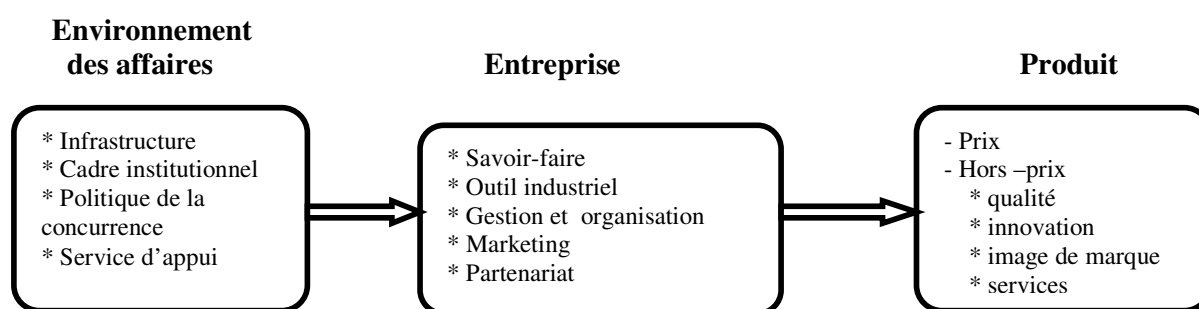 Environnement
des affaires
Entreprise
Produit
* Infrastructure
* Cadre institutionnel
* Politique de la
concurrence
* Service d'appui
* Savoir-faire
* Outil industriel
* Gestion et organisation
* Marketing
* Partenariat
- Prix
- Hors –prix
* qualité
* innovation
* image de marque
* services